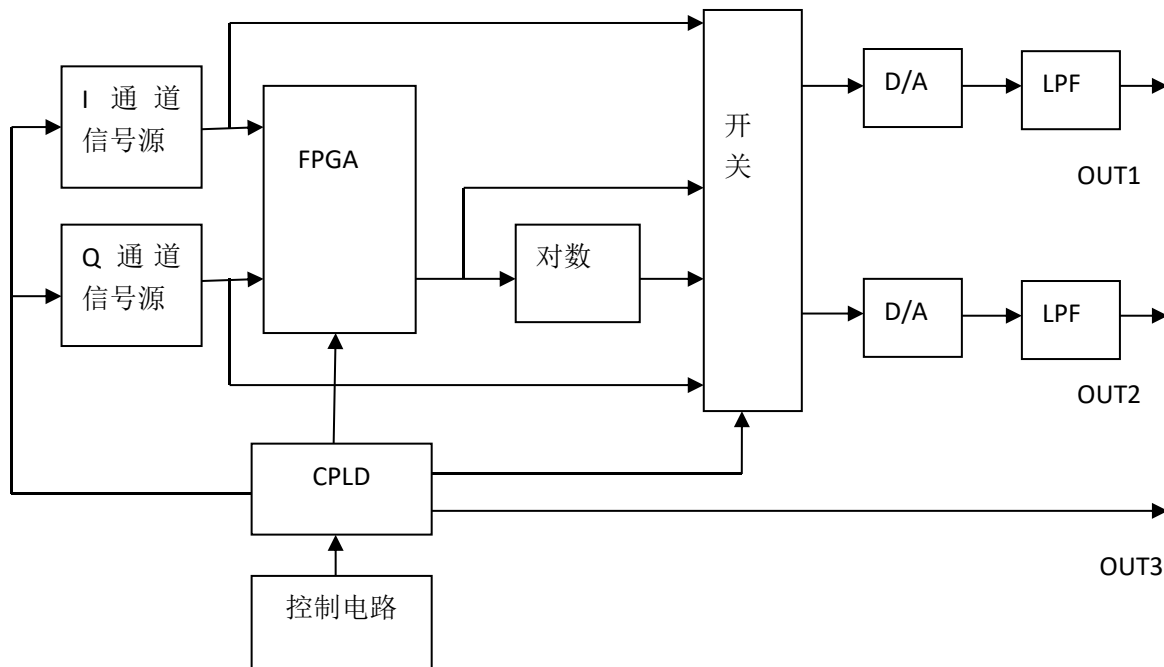 I 通道
信号源
Q 通道
信号源
FPGA
对数
开
关
D/A
LPF
OUT1
D/A
LPF
OUT2
CPLD
OUT3
控制电路